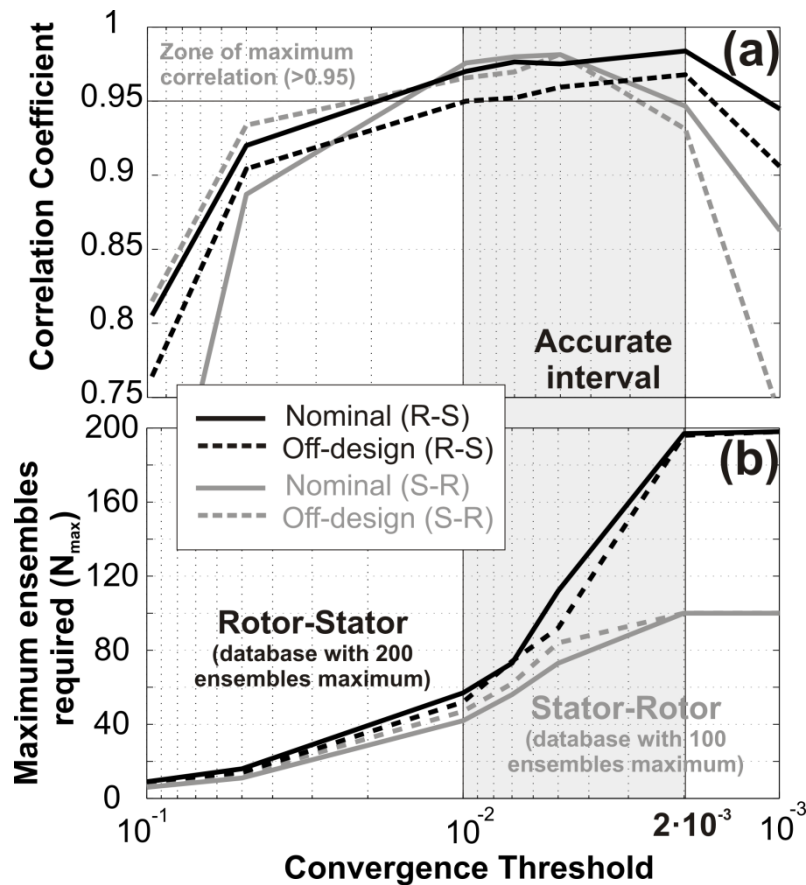 1
Zone of maximum
correlation (>0.95)
(a)
0.95
0.9
0.85
0.8
0.75
Correlation Coefficient
Accurate
interval
Nominal (R-S)
Off-design (R-S)
Nominal (S-R)
Off-design (S-R)
200
(b)
160
120
80
40
0
Maximum ensembles
required (Nmax)
Rotor-Stator
(database with 200
ensembles maximum)
Stator-Rotor
(database with 100
ensembles maximum)
10⁻¹ 10⁻² 2·10⁻³ 10⁻³
Convergence Threshold